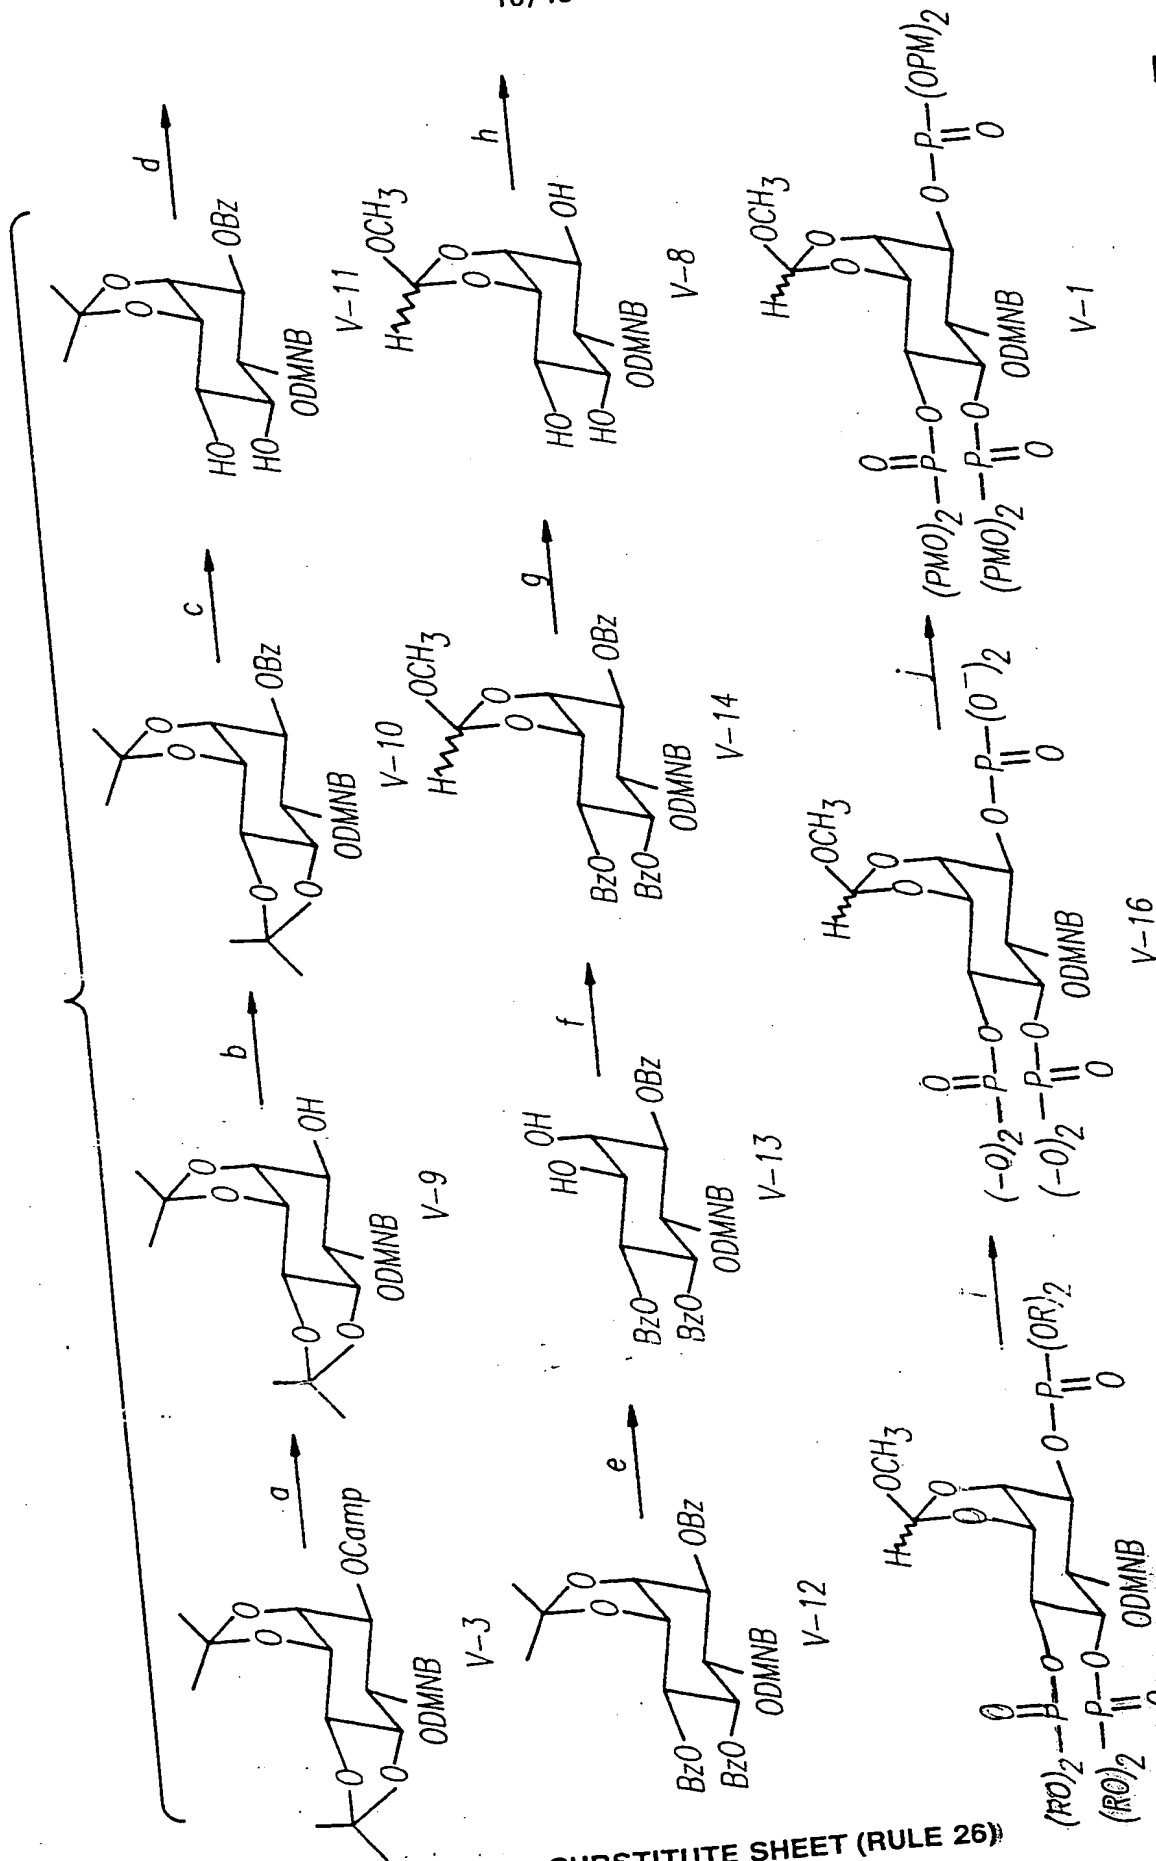 a
b
c
d
OCamp
ODMNB
V-3
OH
ODMNB
V-9
OBz
ODMNB
V-10
HO
HO
OBz
ODMNB
V-11
e
f
g
h
BzO
BzO
OBz
ODMNB
V-12
HO
OH
BzO
BzO
OBz
ODMNB
V-13
H
OCH3
BzO
BzO
OBz
ODMNB
V-14
H
OCH3
HO
HO
OH
ODMNB
V-8
i
j
H
OCH3
O
O
O
(RO)2—P—O
(RO)2—P—O
O—P—(OR)2
O
ODMNB
H
OCH3
O
O
O
(-O)2—P—O
(-O)2—P—O
O
O—P—(O⁻)2
O
ODMNB
V-16
H
OCH3
O
O
O
(PMO)2—P—O
(PMO)2—P—O
O
O—P—(OPM)2
O
ODMNB
V-1
SUBSTITUTE SHEET (RULE 26)